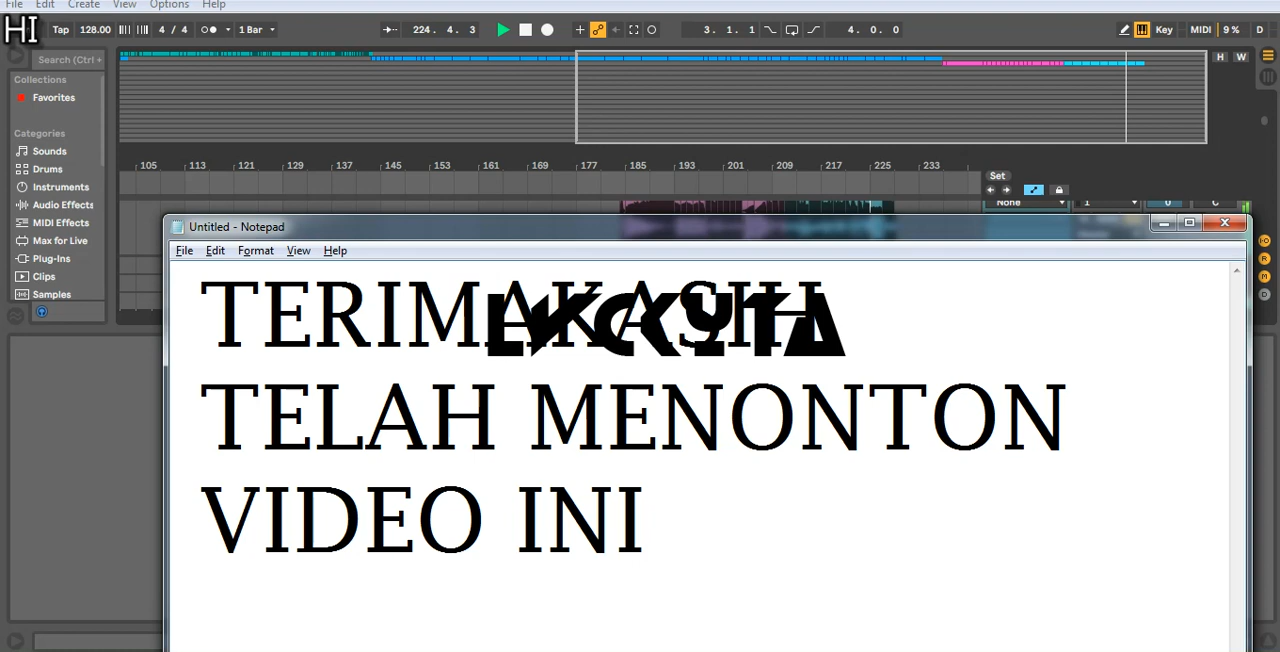 File Edit Create View Options Help
HI Tap 128.00 4 / 4 1 Bar 224. 4. 3 3. 1. 1 4. 0. 0 Key MIDI 9 % D
Search (Ctrl +
H W
Collections
Favorites
Categories
Sounds
Drums
Instruments
Audio Effects
MIDI Effects
Max for Live
Plug-Ins
Clips
Samples
105 113 121 129 137 145 153 161 169 177 185 193 201 209 217 225 233
Set
None 1 0 C
Untitled - Notepad
File Edit Format View Help
TERIMAKASIH
TELAH MENONTON
VIDEO INI